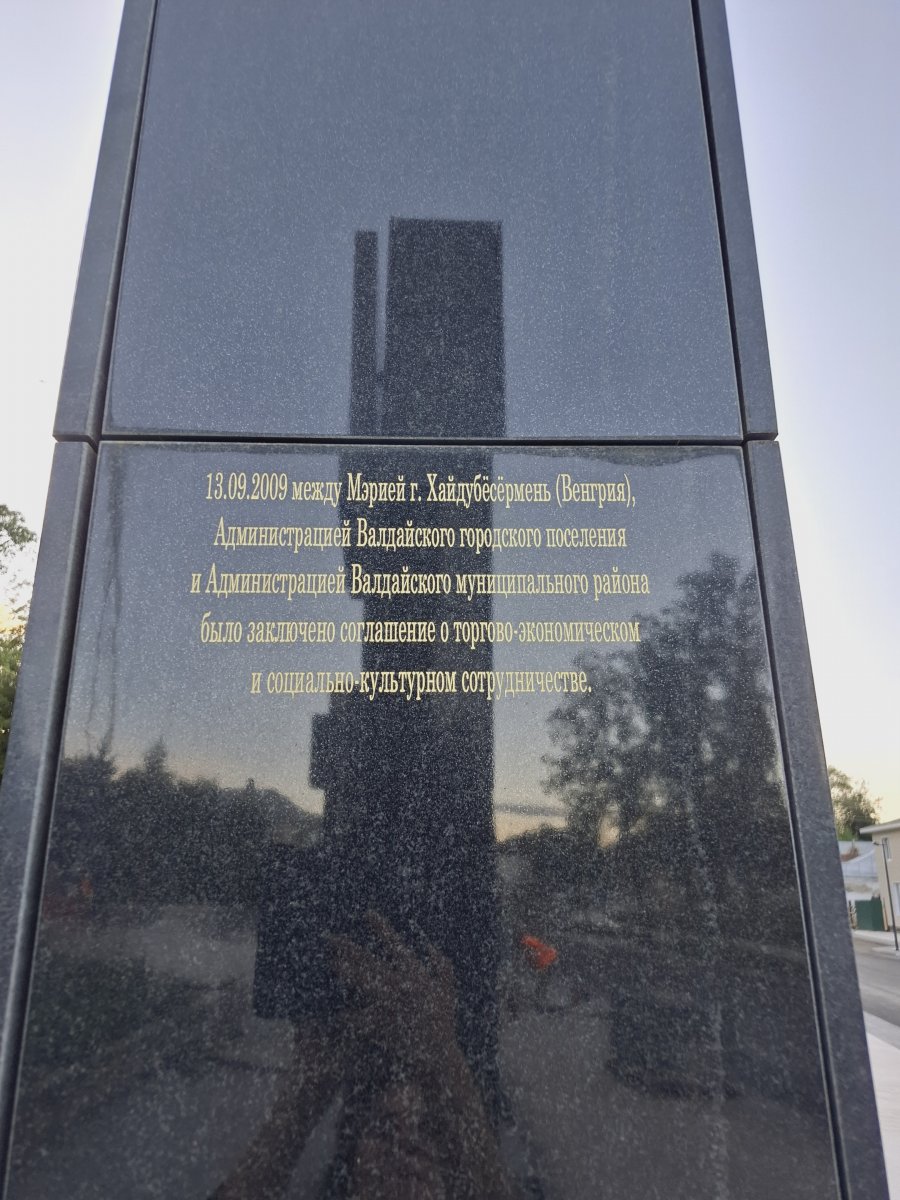 13.09.2009 между Мэрией г. Хайдубёсёрмень (Венгрия),
Администрацией Валдайского городского поселения
и Администрацией Валдайского муниципального района
было заключено соглашение о торгово-экономическом
и социально-культурном сотрудничестве.